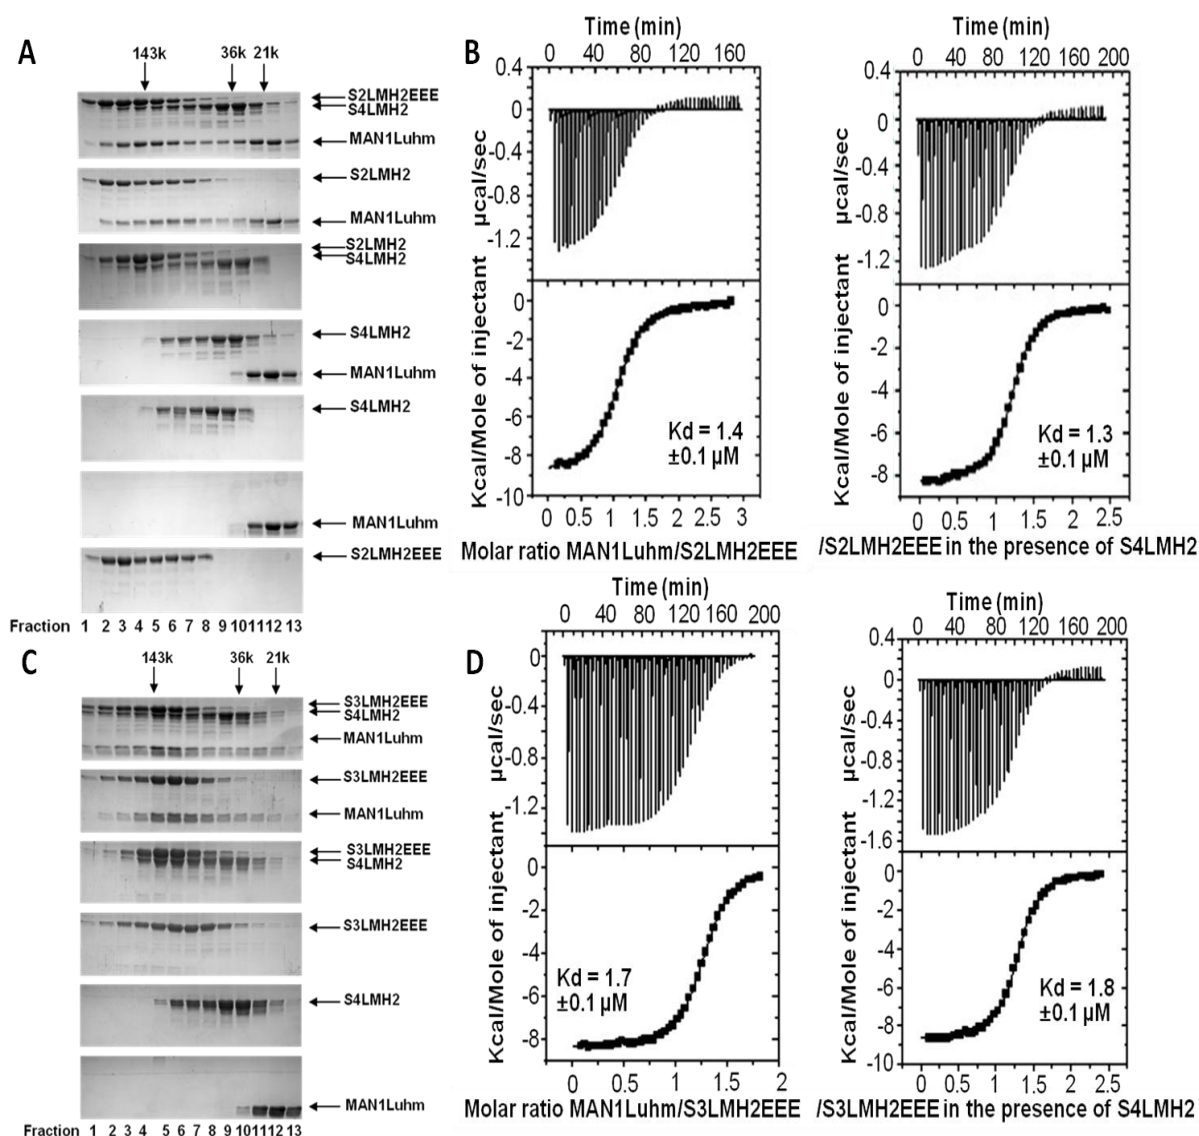 A
143k 36k 21k
S2LMH2EEE
S4LMH2
MAN1Luhm
S2LMH2
MAN1Luhm
S2LMH2
S4LMH2
S4LMH2
MAN1Luhm
S4LMH2
MAN1Luhm
S2LMH2EEE
Fraction 1 2 3 4 5 6 7 8 9 10 11 12 13
B
Time (min)
0 40 80 120 160
0.4
0
-0.4
-0.8
-1.2
µcal/sec
0
-2
-4
-6
-8
-10
Kcal/Mole of injectant
Kd = 1.4
±0.1 µM
0 0.5 1 1.5 2 2.5 3
Molar ratio MAN1Luhm/S2LMH2EEE
Time (min)
0 40 80 120 160 200
0.4
0
-0.4
-0.8
-1.2
µcal/sec
0
-2
-4
-6
-8
Kcal/Mole of injectant
Kd = 1.3
±0.1 µM
0 0.5 1 1.5 2 2.5
/S2LMH2EEE in the presence of S4LMH2
C
143k 36k 21k
S3LMH2EEE
S4LMH2
MAN1Luhm
S3LMH2EEE
MAN1Luhm
S3LMH2EEE
S4LMH2
S3LMH2EEE
S4LMH2
MAN1Luhm
Fraction 1 2 3 4 5 6 7 8 9 10 11 12 13
D
Time (min)
0 40 80 120 160 200
0
-0.4
-0.8
-1.2
µcal/sec
0
-2
-4
-6
-8
Kcal/Mole of injectant
Kd = 1.7
±0.1 µM
0 0.5 1 1.5 2
Molar ratio MAN1Luhm/S3LMH2EEE
Time (min)
0 40 80 120 160 200
0.4
0
-0.4
-0.8
-1.2
-1.6
µcal/sec
0
-2
-4
-6
-8
-10
Kcal/Mole of injectant
Kd = 1.8
±0.1 µM
0 0.5 1 1.5 2 2.5
/S3LMH2EEE in the presence of S4LMH2